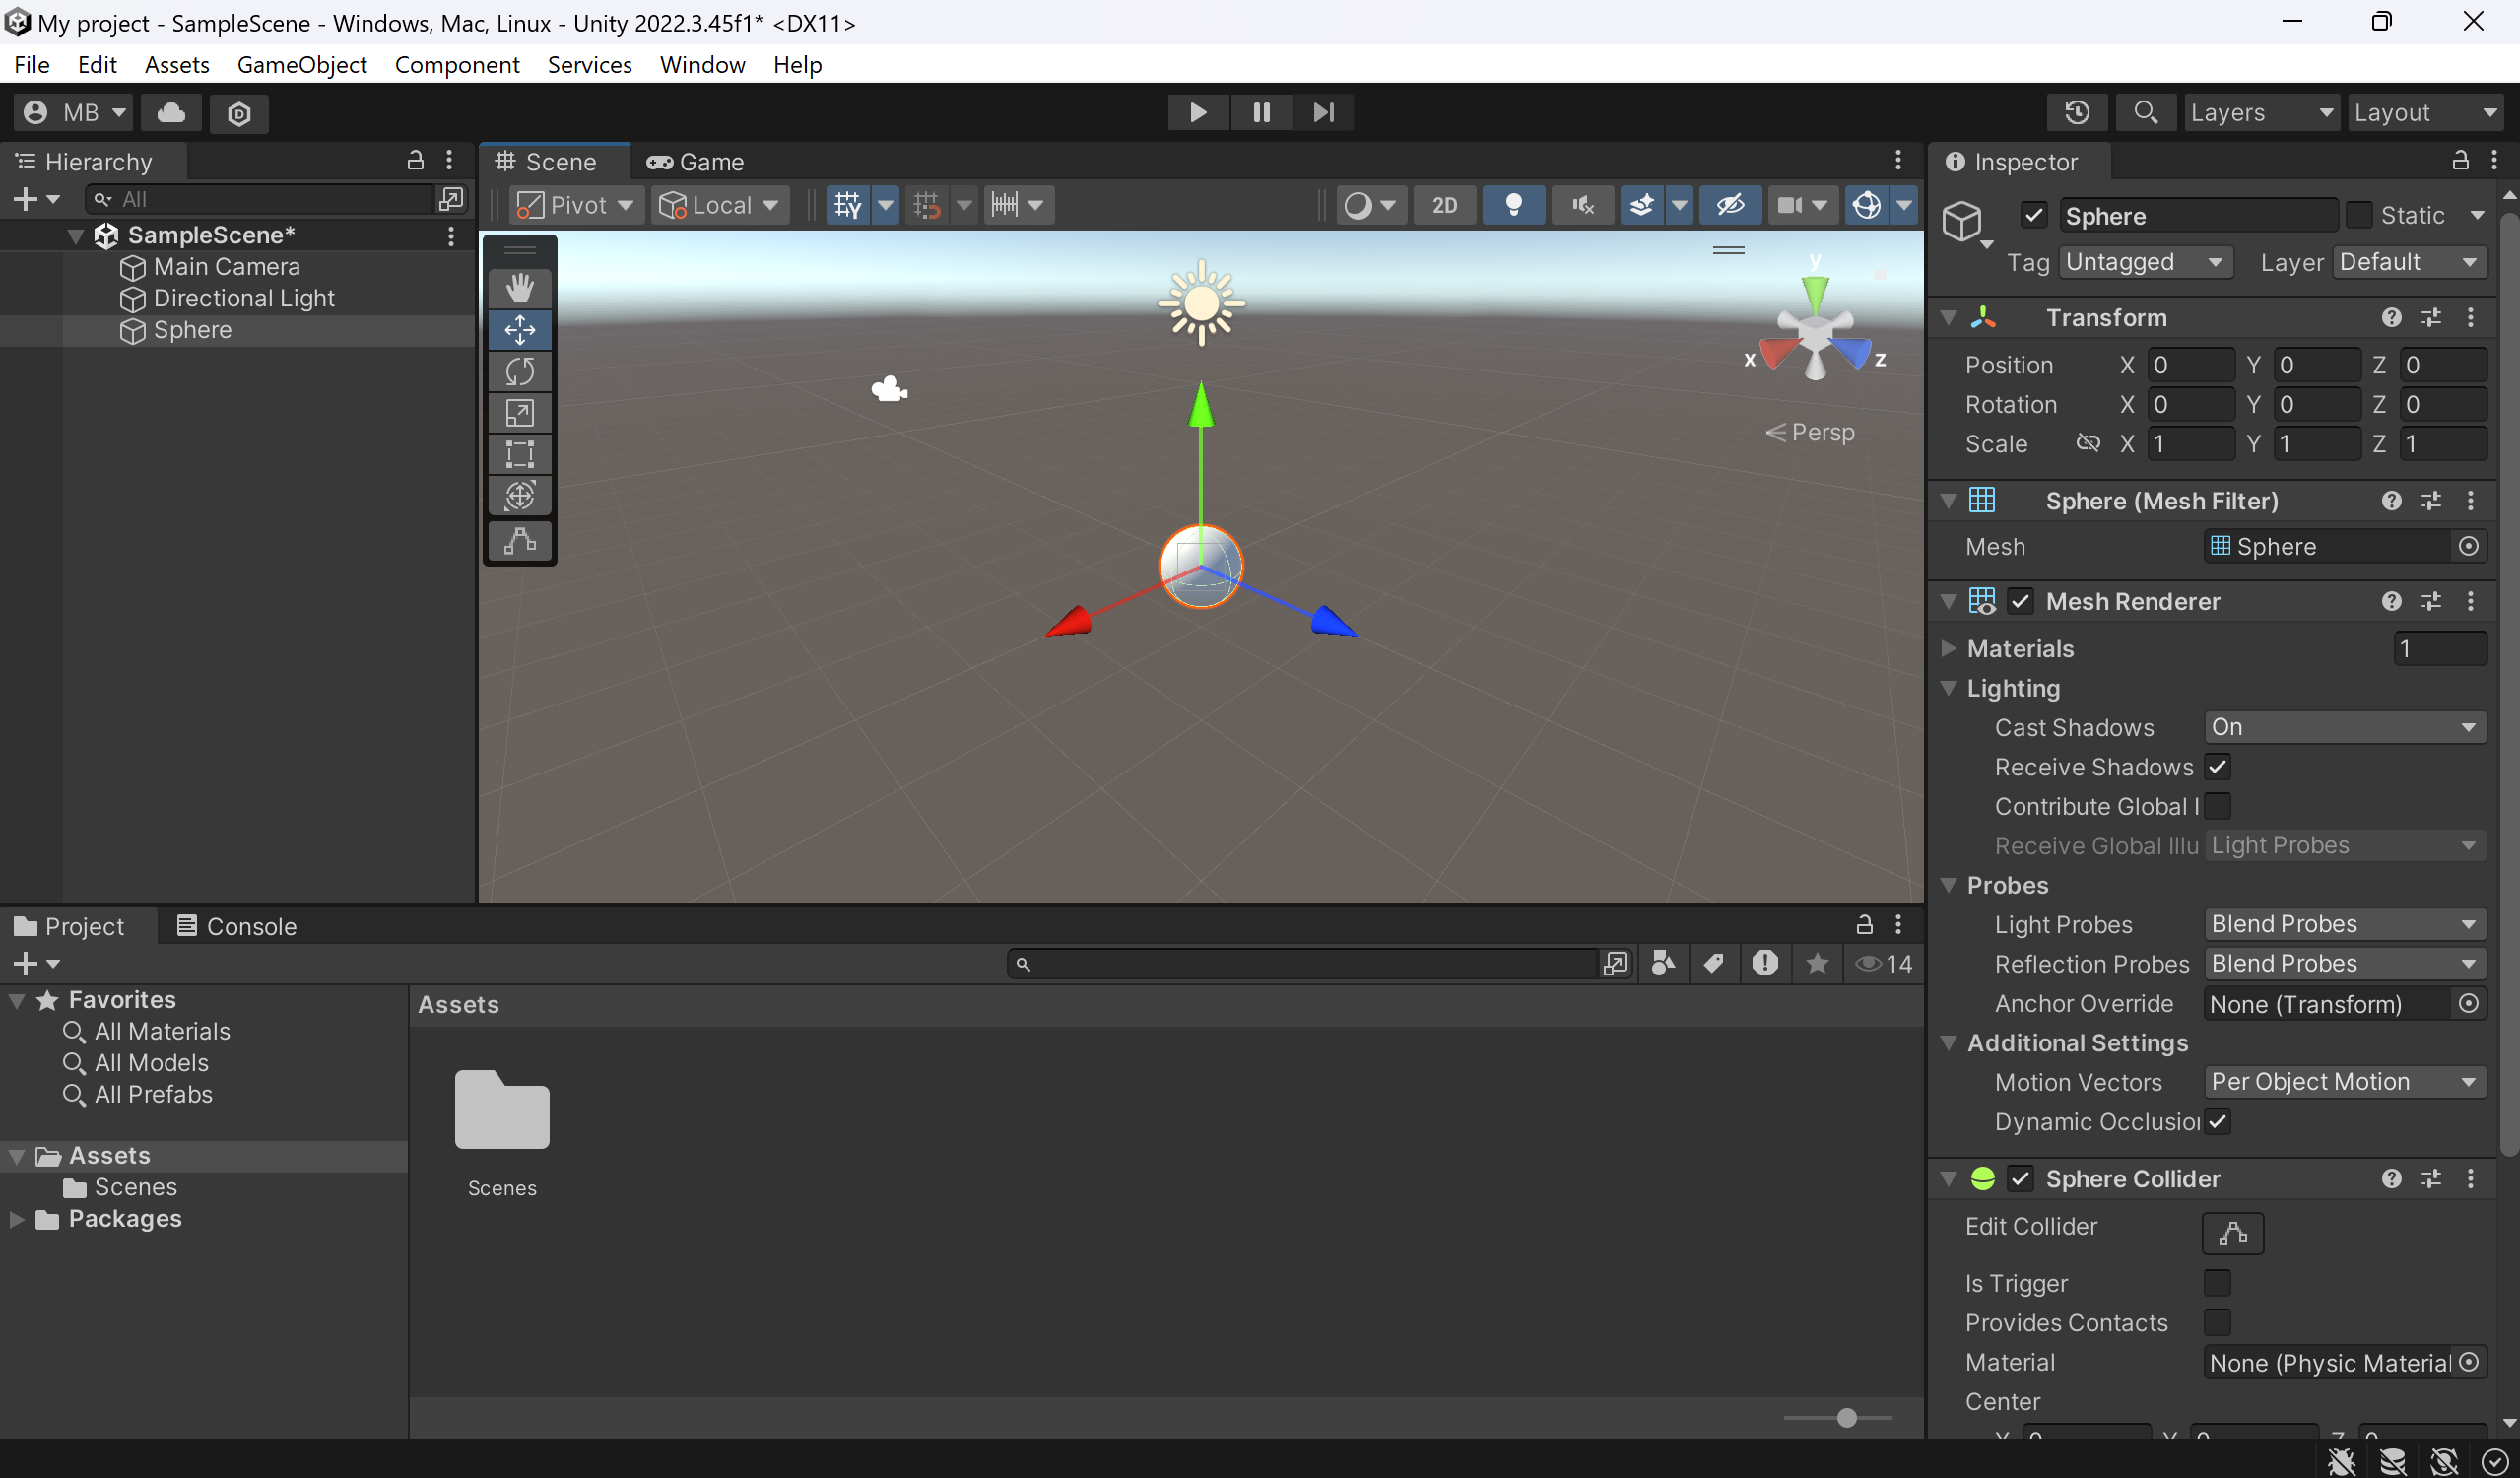 My project - SampleScene - Windows, Mac, Linux - Unity 2022.3.45f1* <DX11>
File Edit Assets GameObject Component Services Window Help
MB Layers Layout
Hierarchy
All
SampleScene*
Main Camera
Directional Light
Sphere
Scene Game
Pivot Local 2D
y
x z
Persp
Inspector
Sphere Static
Tag Untagged Layer Default
Transform
Position X 0 Y 0 Z 0
Rotation X 0 Y 0 Z 0
Scale X 1 Y 1 Z 1
Sphere (Mesh Filter)
Mesh Sphere
Mesh Renderer
Materials 1
Lighting
Cast Shadows On
Receive Shadows
Contribute Global I
Receive Global Illu Light Probes
Probes
Light Probes Blend Probes
Reflection Probes Blend Probes
Anchor Override None (Transform)
Additional Settings
Motion Vectors Per Object Motion
Dynamic Occlusion
Sphere Collider
Edit Collider
Is Trigger
Provides Contacts
Material None (Physic Material
Center
X 0 Y 0 Z 0
Project Console
14
Favorites
All Materials
All Models
All Prefabs
Assets
Scenes
Packages
Assets
Scenes